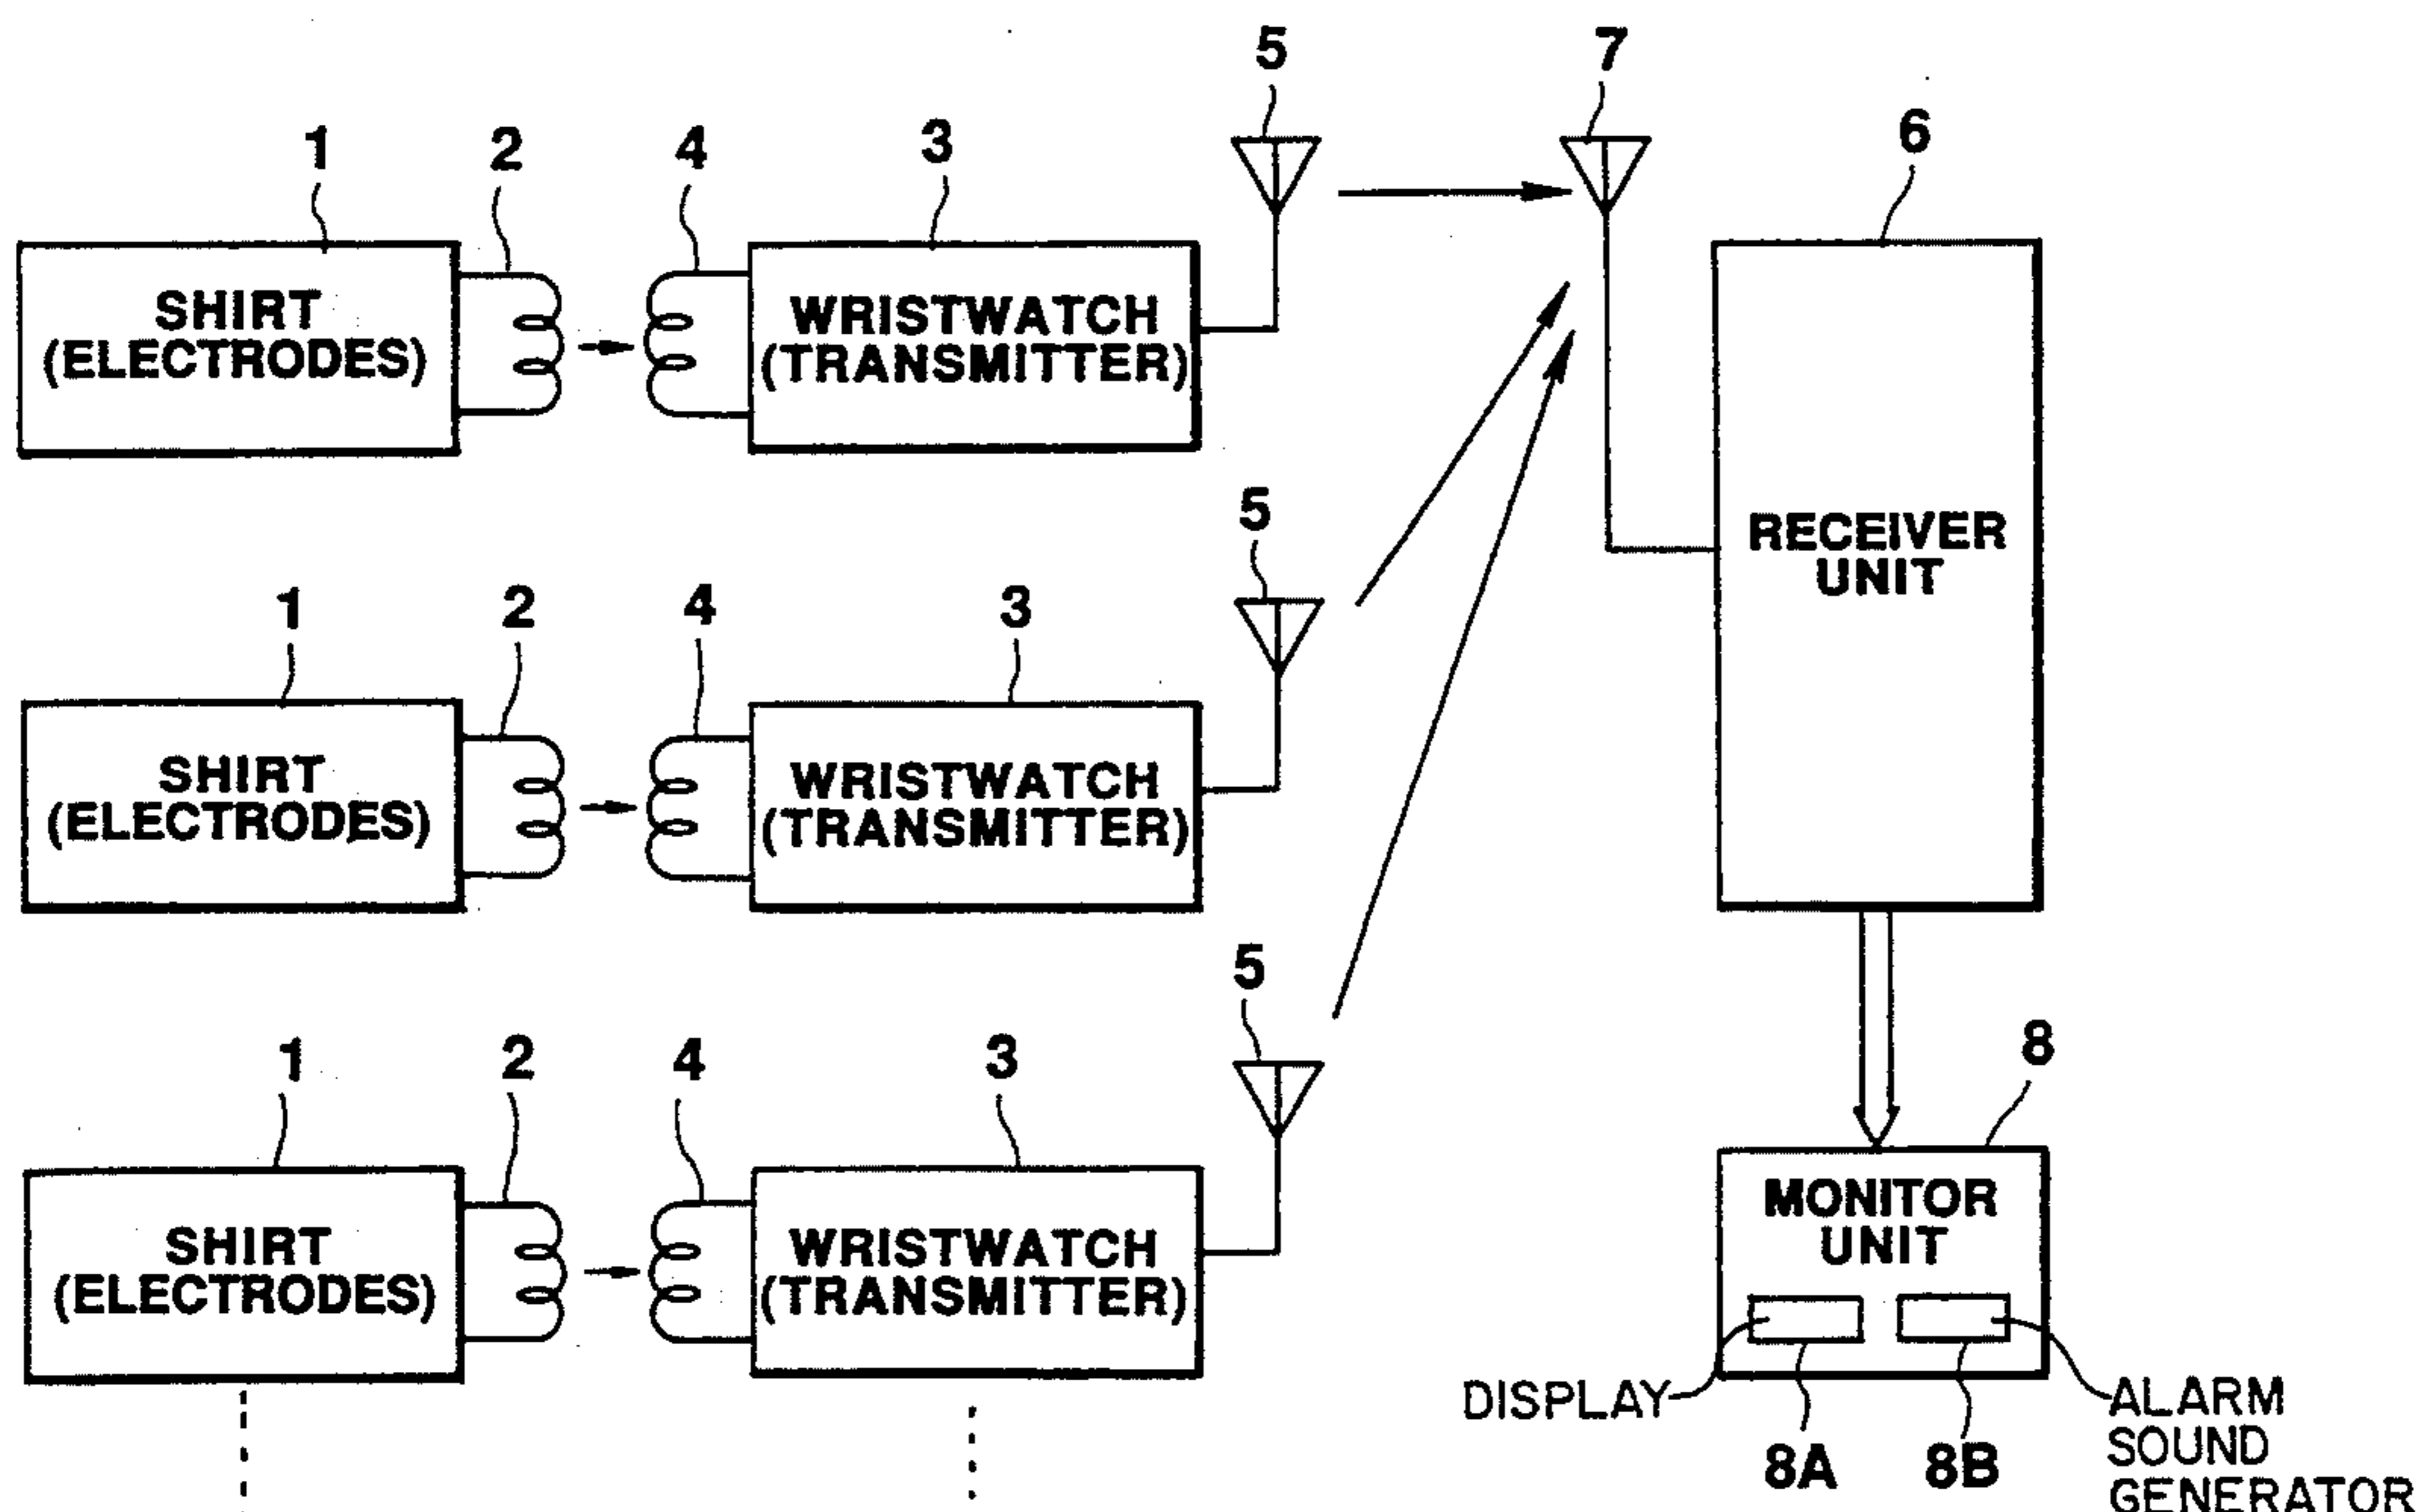 5
7
6
1
2
4
3
SHIRT
(ELECTRODES)
WRISTWATCH
(TRANSMITTER)
RECEIVER
UNIT
5
1
2
4
3
SHIRT
(ELECTRODES)
WRISTWATCH
(TRANSMITTER)
5
8
1
2
4
3
SHIRT
(ELECTRODES)
WRISTWATCH
(TRANSMITTER)
MONITOR
UNIT
DISPLAY
8A
8B
ALARM
SOUND
GENERATOR